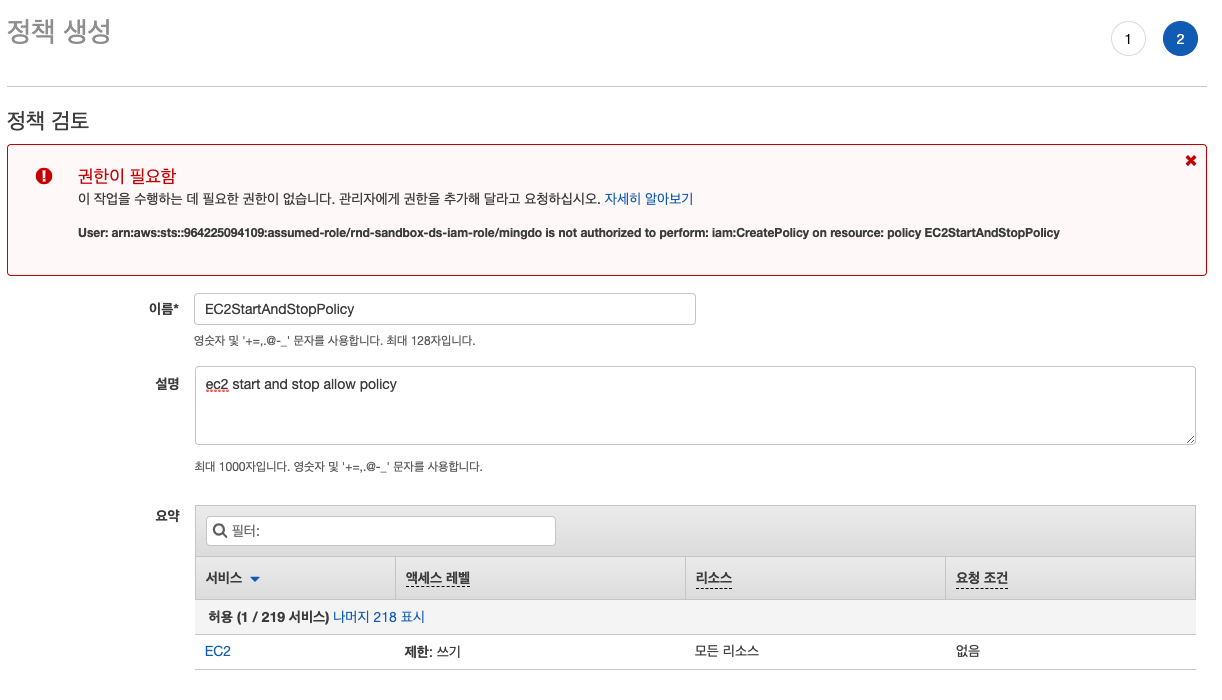 정책 생성
1
2
정책 검토
권한이 필요함
이 작업을 수행하는 데 필요한 권한이 없습니다. 관리자에게 권한을 추가해 달라고 요청하십시오. 자세히 알아보기
User: arn:aws:sts::964225094109:assumed-role/rnd-sandbox-ds-iam-role/mingdo is not authorized to perform: iam:CreatePolicy on resource: policy EC2StartAndStopPolicy
이름* EC2StartAndStopPolicy
영숫자 및 '+=,.@-_' 문자를 사용합니다. 최대 128자입니다.
설명 ec2 start and stop allow policy
최대 1000자입니다. 영숫자 및 '+=,.@-_' 문자를 사용합니다.
요약 필터:
서비스 액세스 레벨 리소스 요청 조건
허용 (1 / 219 서비스) 나머지 218 표시
EC2 제한: 쓰기 모든 리소스 없음